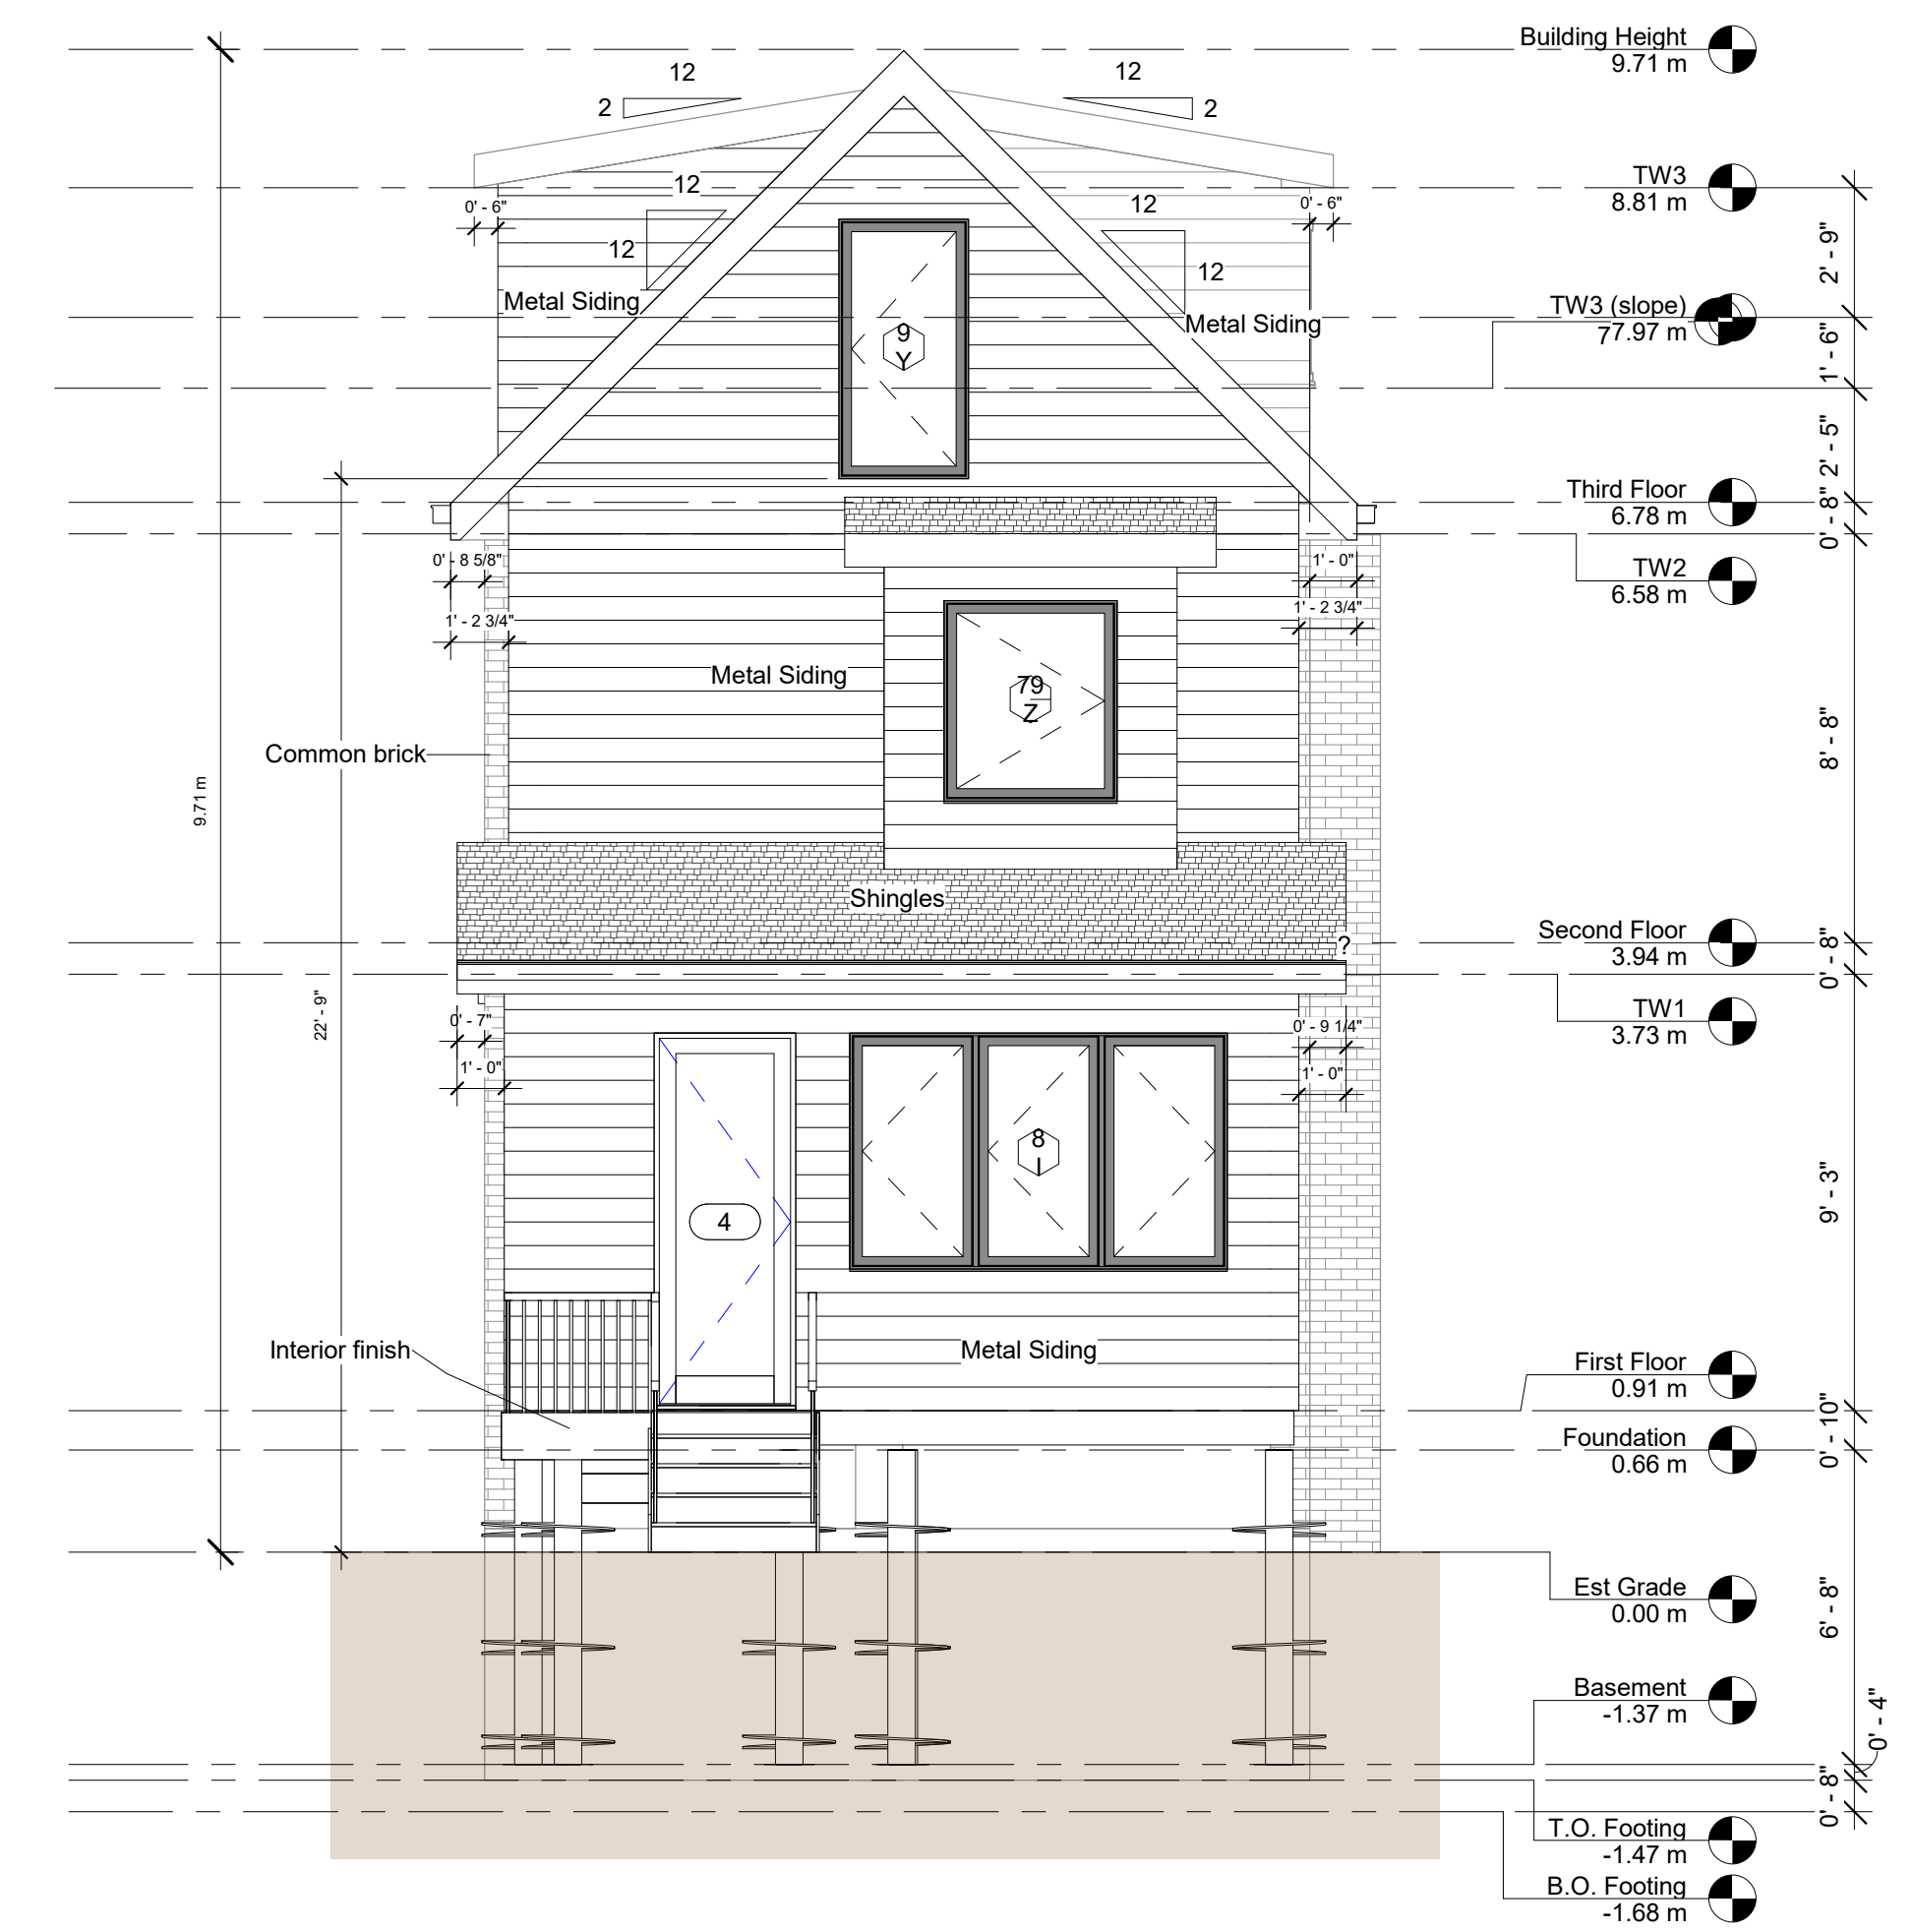 Building Height
9.71 m
12
12
2
2
TW3
8.81 m
12
12
0' - 6"
0' - 6"
2' - 9"
12
12
Metal Siding
Metal Siding
TW3 (slope)
77.97 m
9
Y
1' - 6"
2' - 5"
Third Floor
6.78 m
0' - 8"
0' - 8 5/8"
1' - 0"
TW2
6.58 m
1' - 2 3/4"
1' - 2 3/4"
Metal Siding
79
Z
Common brick
8' - 8"
9.71 m
Shingles
?
Second Floor
3.94 m
0' - 8"
22' - 9"
0' - 7"
0' - 9 1/4"
TW1
3.73 m
1' - 0"
1' - 0"
8
I
4
9' - 3"
Interior finish
Metal Siding
First Floor
0.91 m
0' - 10"
Foundation
0.66 m
Est Grade
0.00 m
6' - 8"
Basement
-1.37 m
0' - 4"
0' - 8"
T.O. Footing
-1.47 m
B.O. Footing
-1.68 m